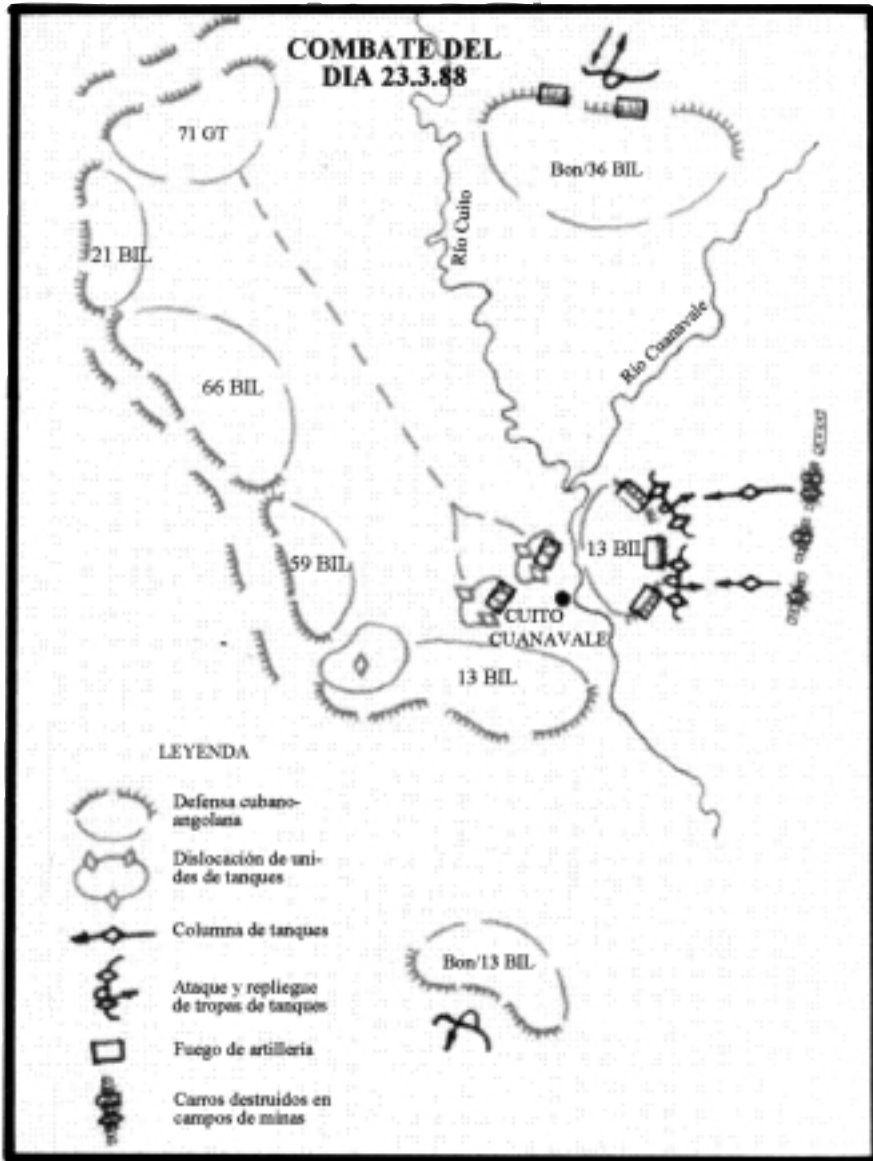 COMBATE DEL
DIA 23.3.88
71 GT
Bon/36 BIL
21 BIL
Río Cuito
Río Cuanavale
66 BIL
13 BIL
59 BIL
CUITO
CUANAVALE
13 BIL
LEYENDA
Defensa cubano-
angolana
Dislocación de uni-
des de tanques
Columna de tanques
Ataque y repliegue
de tropas de tanques
Fuego de artillería
Carros destruidos en
campos de minas
Bon/13 BIL